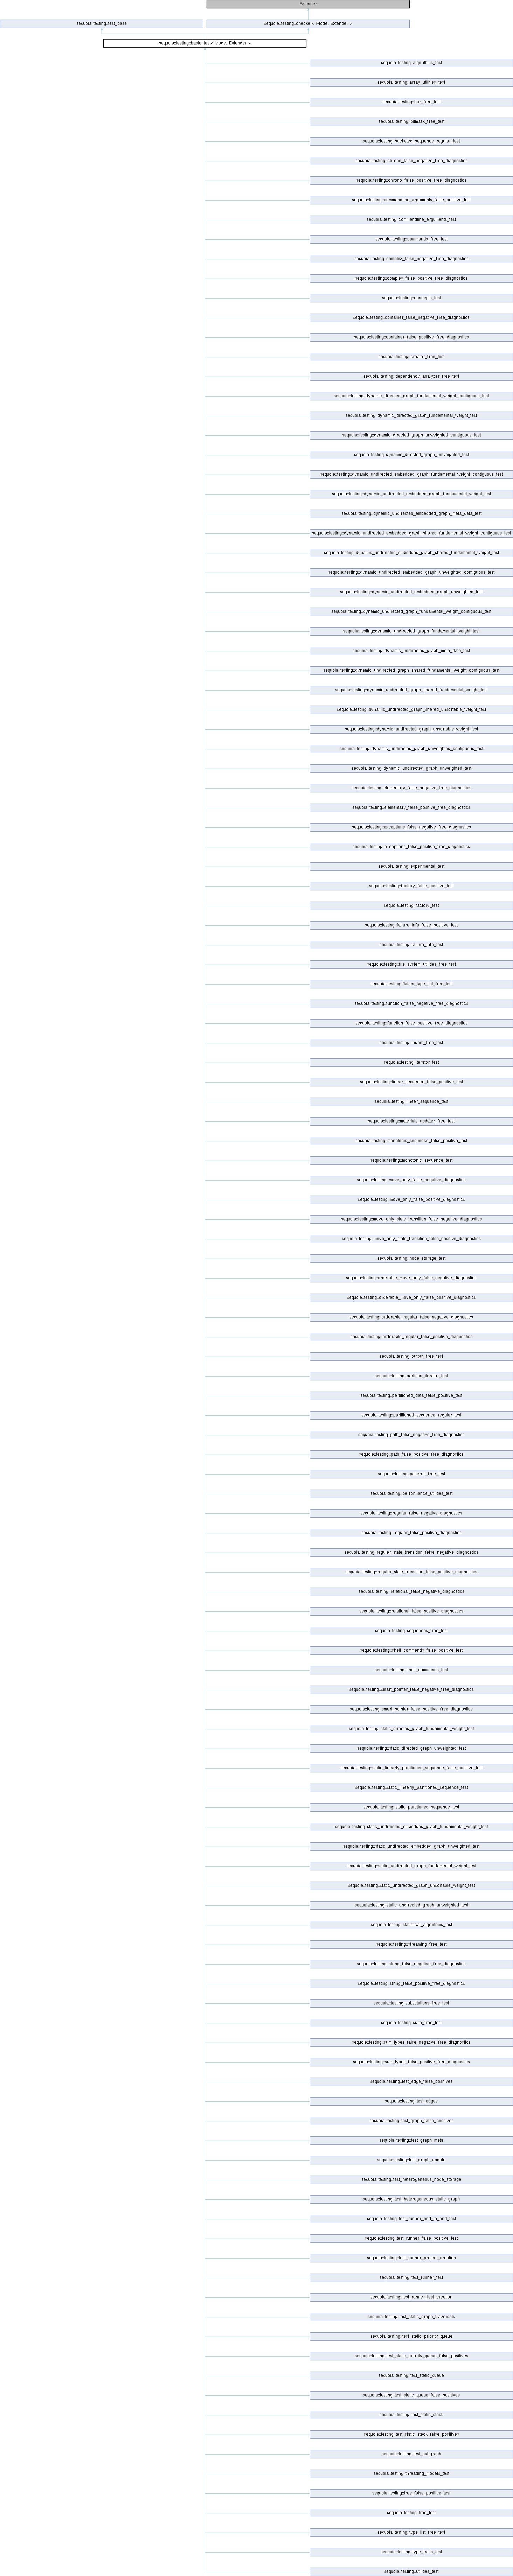 Extender
sequoia::testing::test_base
sequoia::testing::checker< Mode, Extender >
sequoia::testing::basic_test< Mode, Extender >
sequoia::testing::algorithms_test
sequoia::testing::array_utilities_test
sequoia::testing::bar_free_test
sequoia::testing::bitmask_free_test
sequoia::testing::bucketed_sequence_regular_test
sequoia::testing::chrono_false_negative_free_diagnostics
sequoia::testing::chrono_false_positive_free_diagnostics
sequoia::testing::commandline_arguments_false_positive_test
sequoia::testing::commandline_arguments_test
sequoia::testing::commands_free_test
sequoia::testing::complex_false_negative_free_diagnostics
sequoia::testing::complex_false_positive_free_diagnostics
sequoia::testing::concepts_test
sequoia::testing::container_false_negative_free_diagnostics
sequoia::testing::container_false_positive_free_diagnostics
sequoia::testing::creator_free_test
sequoia::testing::dependency_analyzer_free_test
sequoia::testing::dynamic_directed_graph_fundamental_weight_contiguous_test
sequoia::testing::dynamic_directed_graph_fundamental_weight_test
sequoia::testing::dynamic_directed_graph_unweighted_contiguous_test
sequoia::testing::dynamic_directed_graph_unweighted_test
sequoia::testing::dynamic_undirected_embedded_graph_fundamental_weight_contiguous_test
sequoia::testing::dynamic_undirected_embedded_graph_fundamental_weight_test
sequoia::testing::dynamic_undirected_embedded_graph_meta_data_test
sequoia::testing::dynamic_undirected_embedded_graph_shared_fundamental_weight_contiguous_test
sequoia::testing::dynamic_undirected_embedded_graph_shared_fundamental_weight_test
sequoia::testing::dynamic_undirected_embedded_graph_unweighted_contiguous_test
sequoia::testing::dynamic_undirected_embedded_graph_unweighted_test
sequoia::testing::dynamic_undirected_graph_fundamental_weight_contiguous_test
sequoia::testing::dynamic_undirected_graph_fundamental_weight_test
sequoia::testing::dynamic_undirected_graph_meta_data_test
sequoia::testing::dynamic_undirected_graph_shared_fundamental_weight_contiguous_test
sequoia::testing::dynamic_undirected_graph_shared_fundamental_weight_test
sequoia::testing::dynamic_undirected_graph_shared_unsortable_weight_test
sequoia::testing::dynamic_undirected_graph_unsortable_weight_test
sequoia::testing::dynamic_undirected_graph_unweighted_contiguous_test
sequoia::testing::dynamic_undirected_graph_unweighted_test
sequoia::testing::elementary_false_negative_free_diagnostics
sequoia::testing::elementary_false_positive_free_diagnostics
sequoia::testing::exceptions_false_negative_free_diagnostics
sequoia::testing::exceptions_false_positive_free_diagnostics
sequoia::testing::experimental_test
sequoia::testing::factory_false_positive_test
sequoia::testing::factory_test
sequoia::testing::failure_info_false_positive_test
sequoia::testing::failure_info_test
sequoia::testing::file_system_utilities_free_test
sequoia::testing::flatten_type_list_free_test
sequoia::testing::function_false_negative_free_diagnostics
sequoia::testing::function_false_positive_free_diagnostics
sequoia::testing::indent_free_test
sequoia::testing::iterator_test
sequoia::testing::linear_sequence_false_positive_test
sequoia::testing::linear_sequence_test
sequoia::testing::materials_updater_free_test
sequoia::testing::monotonic_sequence_false_positive_test
sequoia::testing::monotonic_sequence_test
sequoia::testing::move_only_false_negative_diagnostics
sequoia::testing::move_only_false_positive_diagnostics
sequoia::testing::move_only_state_transition_false_negative_diagnostics
sequoia::testing::move_only_state_transition_false_positive_diagnostics
sequoia::testing::node_storage_test
sequoia::testing::orderable_move_only_false_negative_diagnostics
sequoia::testing::orderable_move_only_false_positive_diagnostics
sequoia::testing::orderable_regular_false_negative_diagnostics
sequoia::testing::orderable_regular_false_positive_diagnostics
sequoia::testing::output_free_test
sequoia::testing::partition_iterator_test
sequoia::testing::partitioned_data_false_positive_test
sequoia::testing::partitioned_sequence_regular_test
sequoia::testing::path_false_negative_free_diagnostics
sequoia::testing::path_false_positive_free_diagnostics
sequoia::testing::patterns_free_test
sequoia::testing::performance_utilities_test
sequoia::testing::regular_false_negative_diagnostics
sequoia::testing::regular_false_positive_diagnostics
sequoia::testing::regular_state_transition_false_negative_diagnostics
sequoia::testing::regular_state_transition_false_positive_diagnostics
sequoia::testing::relational_false_negative_diagnostics
sequoia::testing::relational_false_positive_diagnostics
sequoia::testing::sequences_free_test
sequoia::testing::shell_commands_false_positive_test
sequoia::testing::shell_commands_test
sequoia::testing::smart_pointer_false_negative_free_diagnostics
sequoia::testing::smart_pointer_false_positive_free_diagnostics
sequoia::testing::static_directed_graph_fundamental_weight_test
sequoia::testing::static_directed_graph_unweighted_test
sequoia::testing::static_linearly_partitioned_sequence_false_positive_test
sequoia::testing::static_linearly_partitioned_sequence_test
sequoia::testing::static_partitioned_sequence_test
sequoia::testing::static_undirected_embedded_graph_fundamental_weight_test
sequoia::testing::static_undirected_embedded_graph_unweighted_test
sequoia::testing::static_undirected_graph_fundamental_weight_test
sequoia::testing::static_undirected_graph_unsortable_weight_test
sequoia::testing::static_undirected_graph_unweighted_test
sequoia::testing::statistical_algorithms_test
sequoia::testing::streaming_free_test
sequoia::testing::string_false_negative_free_diagnostics
sequoia::testing::string_false_positive_free_diagnostics
sequoia::testing::substitutions_free_test
sequoia::testing::suite_free_test
sequoia::testing::sum_types_false_negative_free_diagnostics
sequoia::testing::sum_types_false_positive_free_diagnostics
sequoia::testing::test_edge_false_positives
sequoia::testing::test_edges
sequoia::testing::test_graph_false_positives
sequoia::testing::test_graph_meta
sequoia::testing::test_graph_update
sequoia::testing::test_heterogeneous_node_storage
sequoia::testing::test_heterogeneous_static_graph
sequoia::testing::test_runner_end_to_end_test
sequoia::testing::test_runner_false_positive_test
sequoia::testing::test_runner_project_creation
sequoia::testing::test_runner_test
sequoia::testing::test_runner_test_creation
sequoia::testing::test_static_graph_traversals
sequoia::testing::test_static_priority_queue
sequoia::testing::test_static_priority_queue_false_positives
sequoia::testing::test_static_queue
sequoia::testing::test_static_queue_false_positives
sequoia::testing::test_static_stack
sequoia::testing::test_static_stack_false_positives
sequoia::testing::test_subgraph
sequoia::testing::threading_models_test
sequoia::testing::tree_false_positive_test
sequoia::testing::tree_test
sequoia::testing::type_list_free_test
sequoia::testing::type_traits_test
sequoia::testing::utilities_test